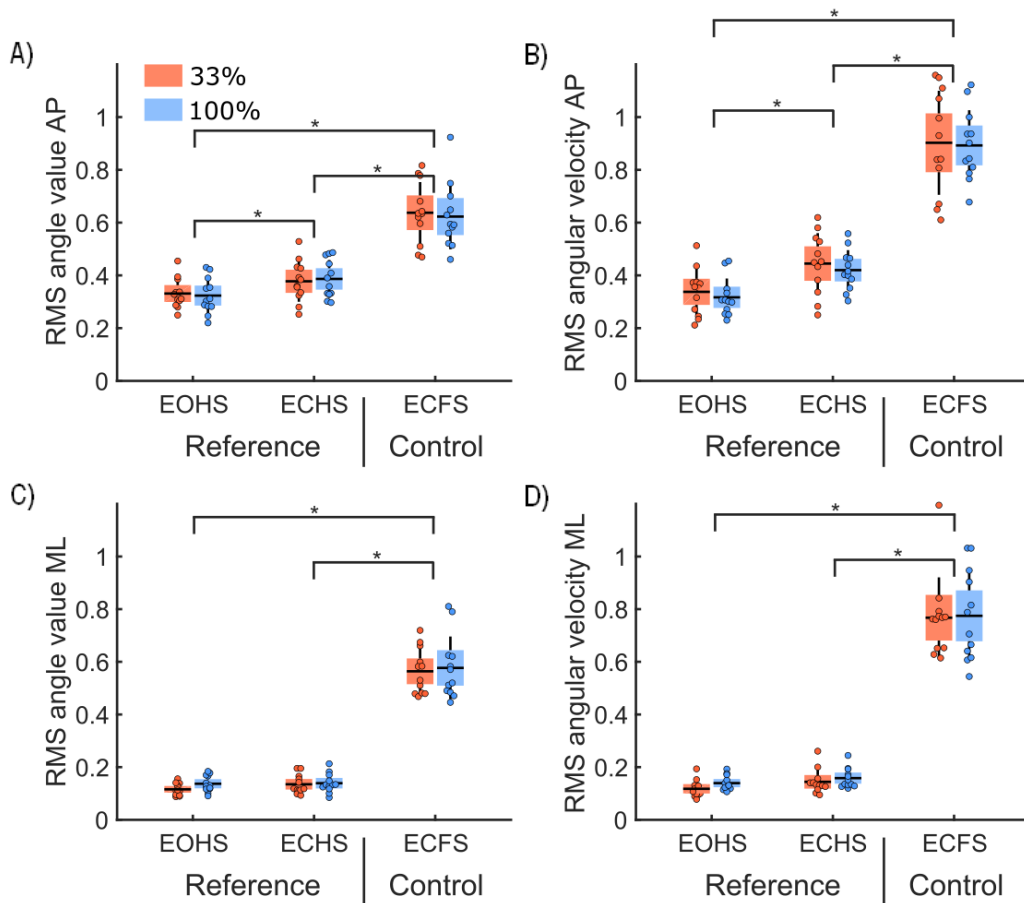 A)
33%
100%
RMS angle value AP
1
0.8
0.6
0.4
0.2
0
*
*
*
EOHS ECHS ECFS
Reference Control
B)
RMS angular velocity AP
1
0.8
0.6
0.4
0.2
0
*
*
*
EOHS ECHS ECFS
Reference Control
C)
RMS angle value ML
1
0.8
0.6
0.4
0.2
0
*
*
EOHS ECHS ECFS
Reference Control
D)
RMS angular velocity ML
1
0.8
0.6
0.4
0.2
0
*
*
EOHS ECHS ECFS
Reference Control